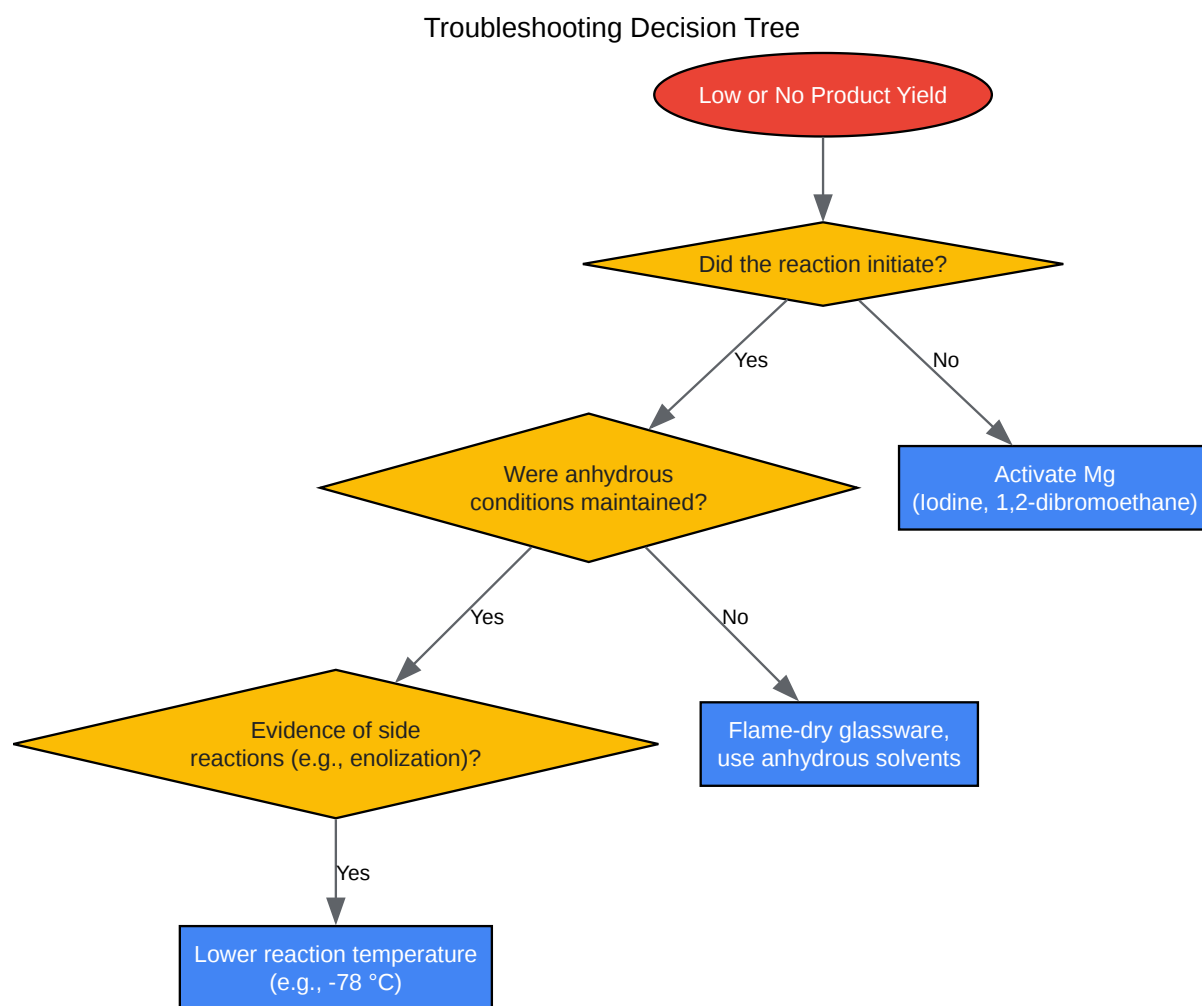 Troubleshooting Decision Tree
Low or No Product Yield
Did the reaction initiate?
Yes
No
Were anhydrous
conditions maintained?
Activate Mg
(Iodine, 1,2-dibromoethane)
Yes
No
Evidence of side
reactions (e.g., enolization)?
Flame-dry glassware,
use anhydrous solvents
Yes
Lower reaction temperature
(e.g., -78 °C)